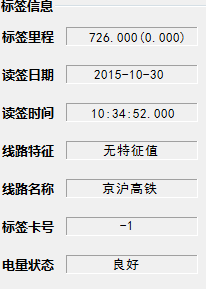 标签信息
标签里程 726.000(0.000)
读签日期 2015-10-30
读签时间 10:34:52.000
线路特征 无特征值
线路名称 京沪高铁
标签卡号 -1
电量状态 良好